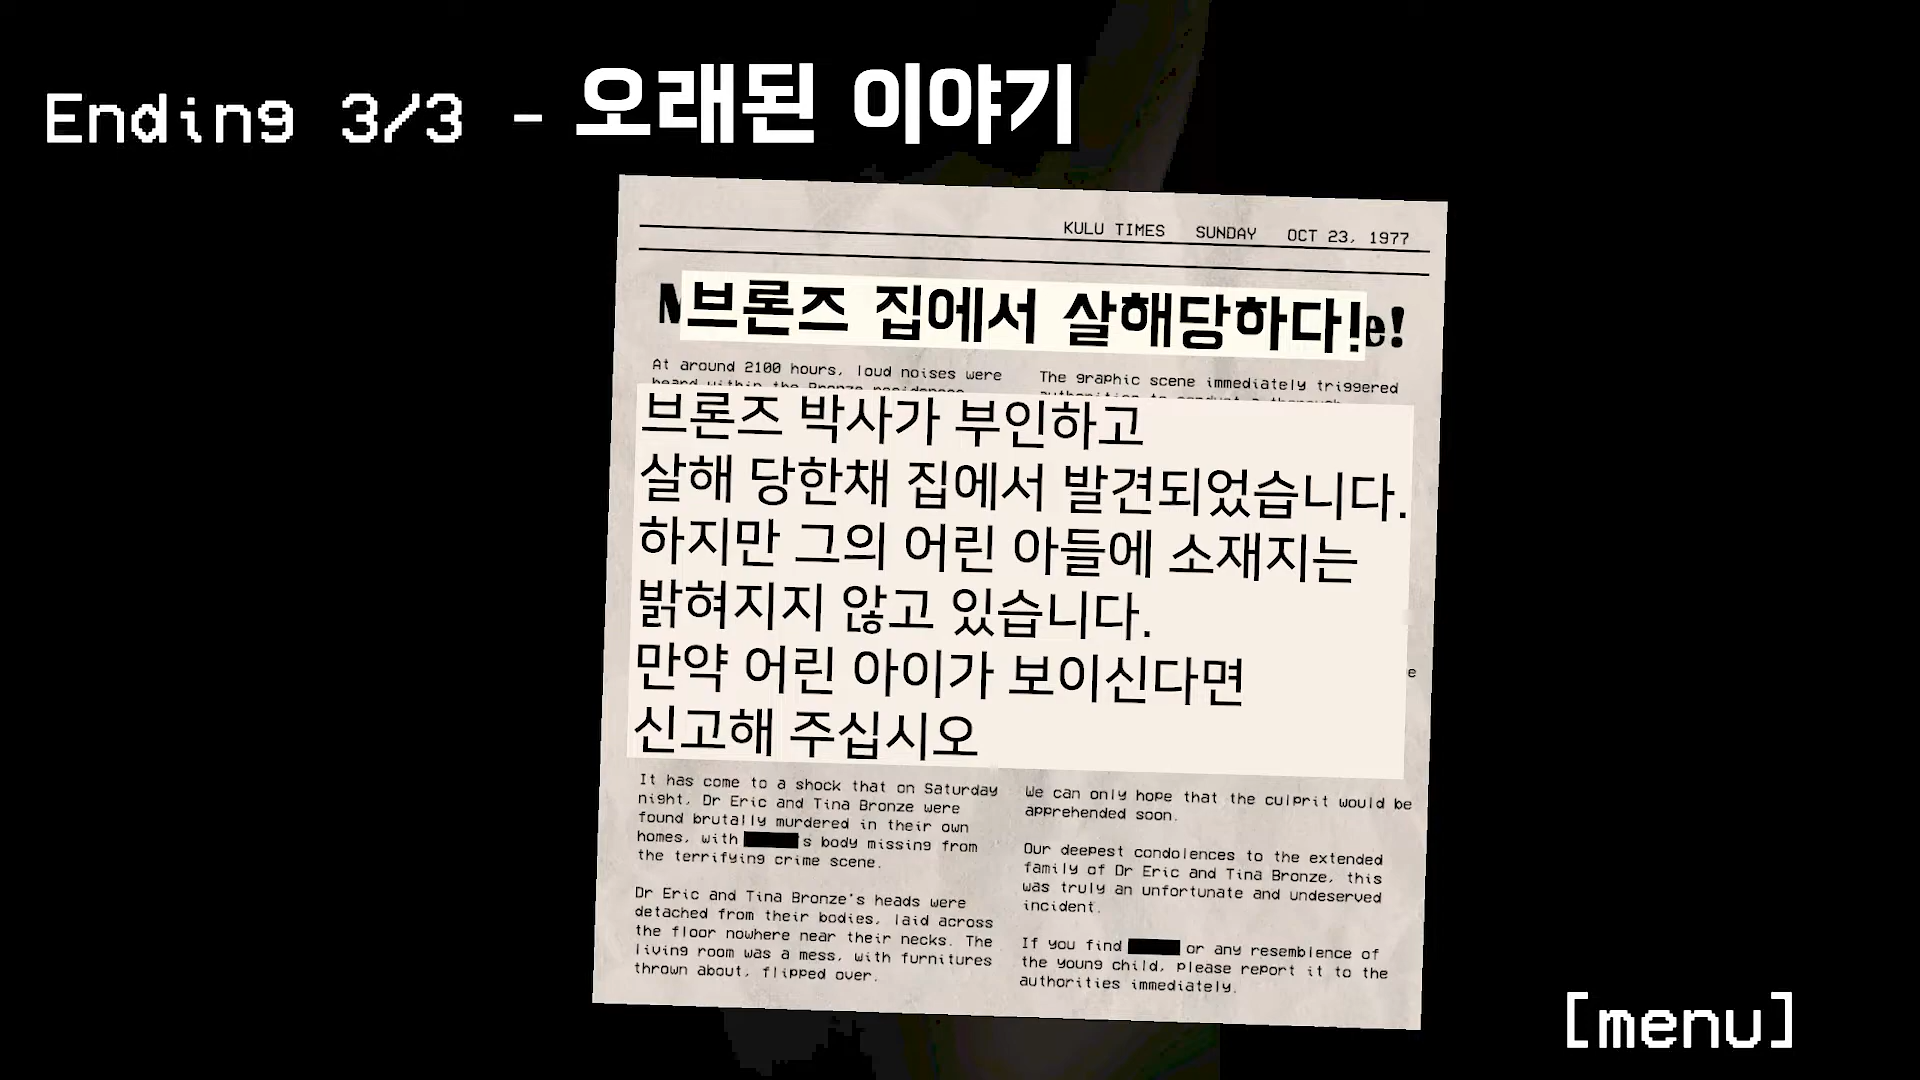 Ending 3/3 - 오래된 이야기
KULU TIMES SUNDAY OCT 23, 1977
브론즈 집에서 살해당하다!
At around 2100 hours, loud noises were
브론즈 박사가 부인하고
살해 당한채 집에서 발견되었습니다.
하지만 그의 어린 아들에 소재지는
밝혀지지 않고 있습니다.
만약 어린 아이가 보이신다면
신고해 주십시오
It has come to a shock that on Saturday
night, Dr Eric and Tina Bronze were
found brutally murdered in their own
homes, with s body missing from
the terrifying crime scene.
Dr Eric and Tina Bronze's heads were
detached from their bodies, laid across
the floor nowhere near their necks. The
living room was a mess, with furnitures
thrown about, flipped over.
The graphic scene immediately triggered
We can only hope that the culprit would be
apprehended soon.
Our deepest condolences to the extended
family of Dr Eric and Tina Bronze, this
was truly an unfortunate and undeserved
incident.
If you find or any resemblence of
the young child, please report it to the
authorities immediately.
[menu]